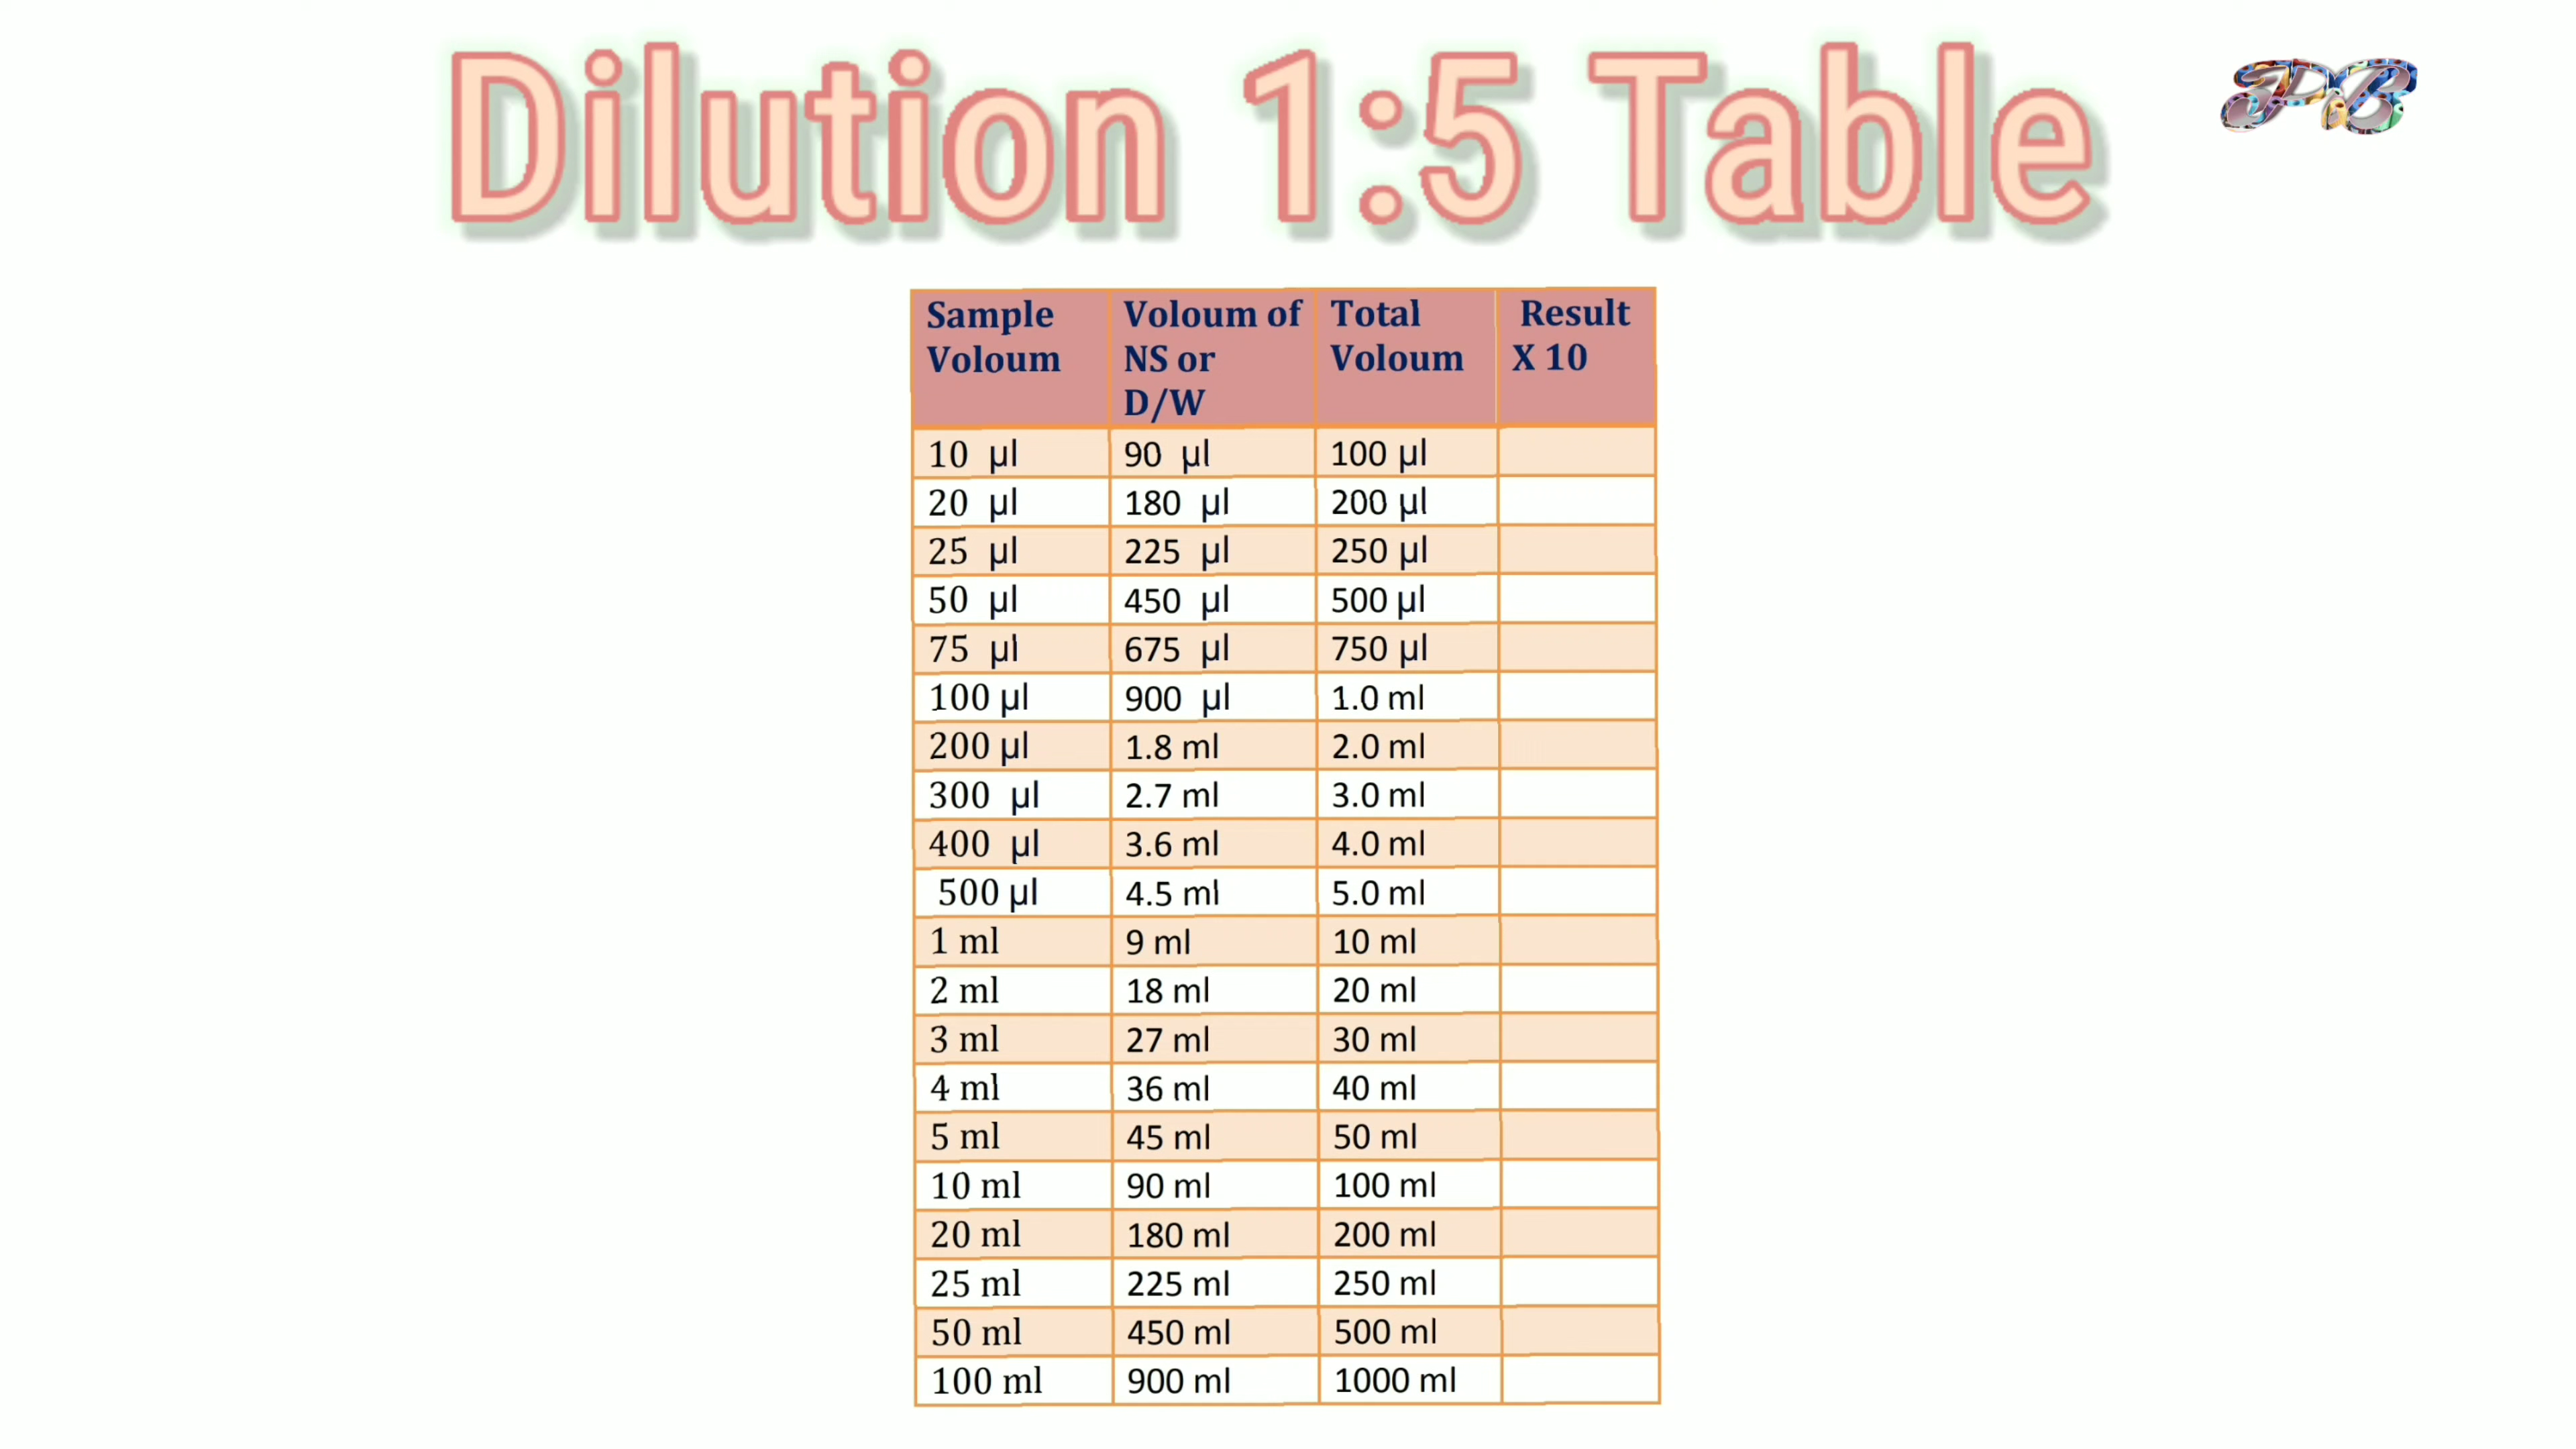 Dilution 1:5 Table
JPB
Sample Voloum | Voloum of NS or D/W | Total Voloum | Result X 10
10 µl | 90 µl | 100 µl
20 µl | 180 µl | 200 µl
25 µl | 225 µl | 250 µl
50 µl | 450 µl | 500 µl
75 µl | 675 µl | 750 µl
100 µl | 900 µl | 1.0 ml
200 µl | 1.8 ml | 2.0 ml
300 µl | 2.7 ml | 3.0 ml
400 µl | 3.6 ml | 4.0 ml
500 µl | 4.5 ml | 5.0 ml
1 ml | 9 ml | 10 ml
2 ml | 18 ml | 20 ml
3 ml | 27 ml | 30 ml
4 ml | 36 ml | 40 ml
5 ml | 45 ml | 50 ml
10 ml | 90 ml | 100 ml
20 ml | 180 ml | 200 ml
25 ml | 225 ml | 250 ml
50 ml | 450 ml | 500 ml
100 ml | 900 ml | 1000 ml